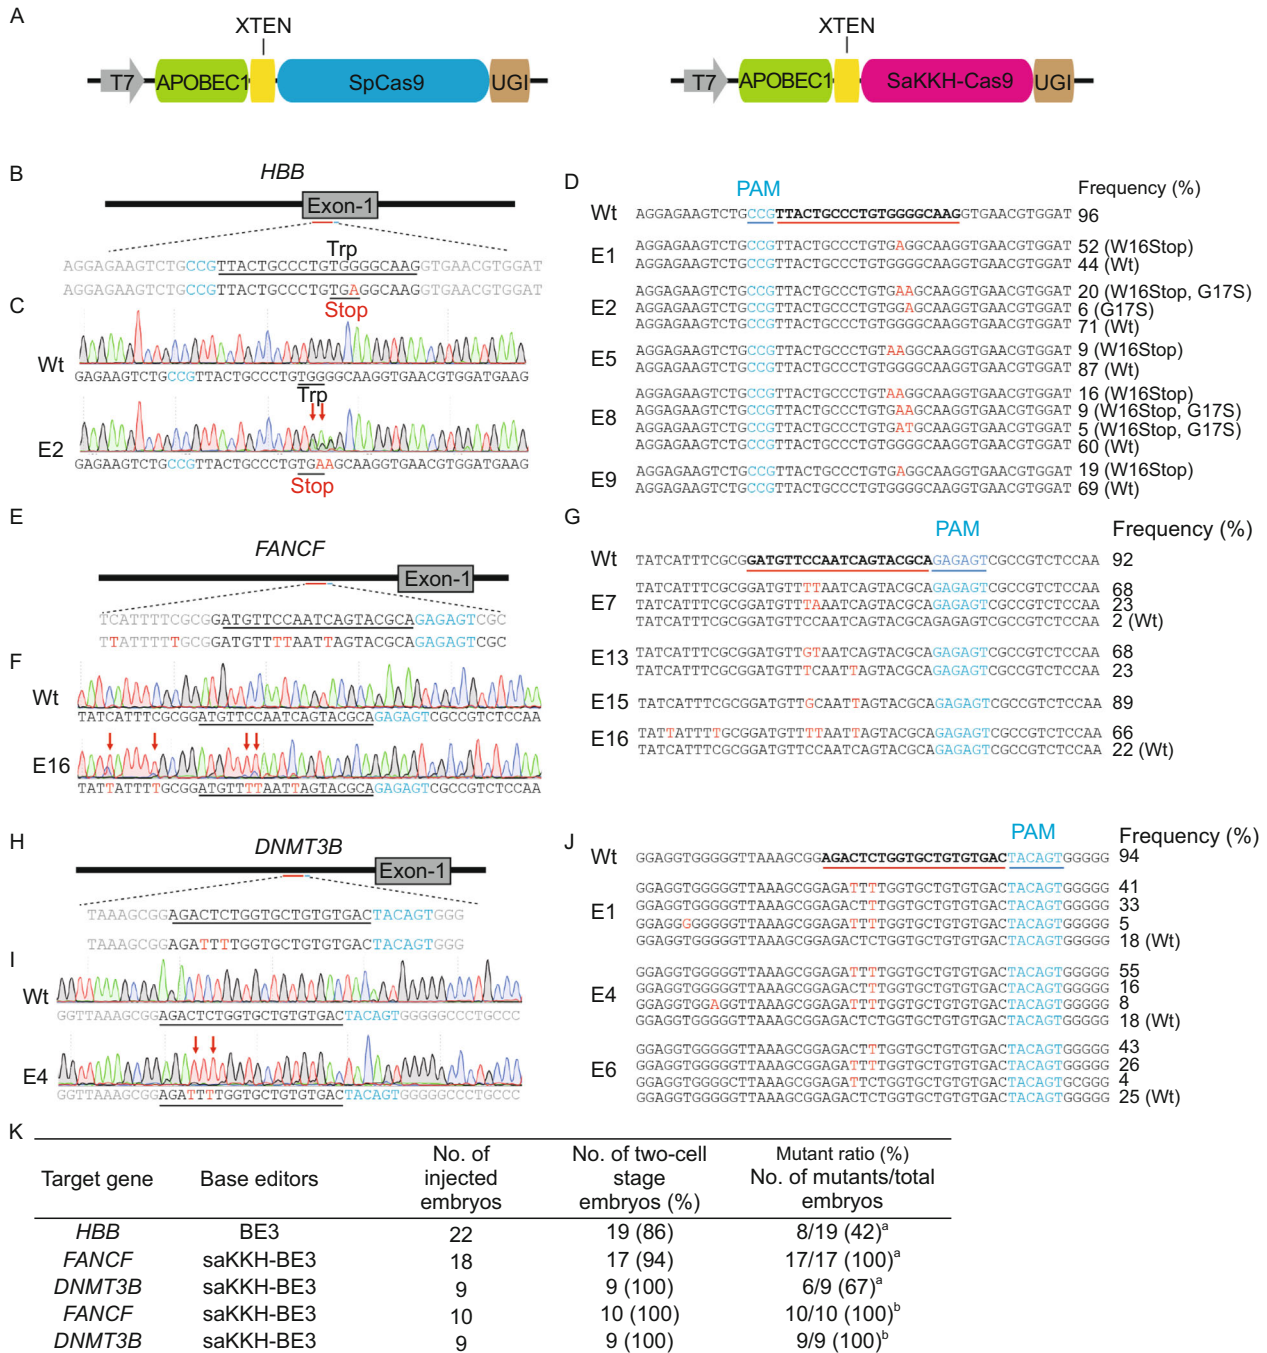 A
XTEN
XTEN
T7 APOBEC1 SpCas9 UGI
T7 APOBEC1 SaKKH-Cas9 UGI
B
HBB
Exon-1
Trp
AGGAGAAGTCTGCCGTTACTGCCCTGTGGGGCAAGGTGAACGTGGAT
AGGAGAAGTCTGCCGTTACTGCCCTGTGAGGCAAGGTGAACGTGGAT
Stop
C
Wt
GAGAAGTCTGCCGTTACTGCCCTGTGGGGCAAGGTGAACGTGGATGAAG
Trp
E2
GAGAAGTCTGCCGTTACTGCCCTGTGAAGCAAGGTGAACGTGGATGAAG
Stop
D
PAM
Frequency (%)
Wt AGGAGAAGTCTGCCGTTACTGCCCTGTGGGGCAAGGTGAACGTGGAT 96
E1
AGGAGAAGTCTGCCGTTACTGCCCTGTGAGGCAAGGTGAACGTGGAT 52 (W16Stop)
AGGAGAAGTCTGCCGTTACTGCCCTGTGGGGCAAGGTGAACGTGGAT 44 (Wt)
E2
AGGAGAAGTCTGCCGTTACTGCCCTGTGAAGCAAGGTGAACGTGGAT 20 (W16Stop, G17S)
AGGAGAAGTCTGCCGTTACTGCCCTGTGGAGCAAGGTGAACGTGGAT 6 (G17S)
AGGAGAAGTCTGCCGTTACTGCCCTGTGGGGCAAGGTGAACGTGGAT 71 (Wt)
E5
AGGAGAAGTCTGCCGTTACTGCCCTGTAAGGCAAGGTGAACGTGGAT 9 (W16Stop)
AGGAGAAGTCTGCCGTTACTGCCCTGTGGGGCAAGGTGAACGTGGAT 87 (Wt)
E8
AGGAGAAGTCTGCCGTTACTGCCCTGTAAGGCAAGGTGAACGTGGAT 16 (W16Stop)
AGGAGAAGTCTGCCGTTACTGCCCTGTGAAGCAAGGTGAACGTGGAT 9 (W16Stop, G17S)
AGGAGAAGTCTGCCGTTACTGCCCTGTGATGCAAGGTGAACGTGGAT 5 (W16Stop, G17S)
AGGAGAAGTCTGCCGTTACTGCCCTGTGGGGCAAGGTGAACGTGGAT 60 (Wt)
E9
AGGAGAAGTCTGCCGTTACTGCCCTGTGAGGCAAGGTGAACGTGGAT 19 (W16Stop)
AGGAGAAGTCTGCCGTTACTGCCCTGTGGGGCAAGGTGAACGTGGAT 69 (Wt)
E
FANCF
Exon-1
TCATTTTCGCGGATGTTCCAATCAGTACGCAGAGAGTCGC
TTATTTTTGCGGATGTTTTAATTAGTACGCAGAGAGTCGC
F
Wt
TATCATTTCGCGGATGTTCCAATCAGTACGCAGAGAGTCGCCGTCTCCAA
E16
TATTATTTTGCGGATGTTTTAATTAGTACGCAGAGAGTCGCCGTCTCCAA
G
PAM
Frequency (%)
Wt TATCATTTCGCGGATGTTCCAATCAGTACGCAGAGAGTCGCCGTCTCCAA 92
E7
TATCATTTCGCGGATGTTTTAATCAGTACGCAGAGAGTCGCCGTCTCCAA 68
TATCATTTCGCGGATGTTTAAATCAGTACGCAGAGAGTCGCCGTCTCCAA 23
TATCATTTCGCGGATGTTCCAATCAGTACGCAGAGAGTCGCCGTCTCCAA 2 (Wt)
E13
TATCATTTCGCGGATGTTGTAATCAGTACGCAGAGAGTCGCCGTCTCCAA 68
TATCATTTCGCGGATGTTTCAATTAGTACGCAGAGAGTCGCCGTCTCCAA 23
E15 TATCATTTCGCGGATGTTGCAATTAGTACGCAGAGAGTCGCCGTCTCCAA 89
E16
TATTATTTTGCGGATGTTTTAATTAGTACGCAGAGAGTCGCCGTCTCCAA 66
TATCATTTCGCGGATGTTCCAATCAGTACGCAGAGAGTCGCCGTCTCCAA 22 (Wt)
H
DNMT3B
Exon-1
TAAAGCGGAGACTCTGGTGCTGTGTGACTACAGTGGG
TAAAGCGGAGATTTTGGTGCTGTGTGACTACAGTGGG
I
Wt
GGTTAAAGCGGAGACTCTGGTGCTGTGTGACTACAGTGGGGGCCCTGCCC
E4
GGTTAAAGCGGAGATTTTGGTGCTGTGTGACTACAGTGGGGGCCCTGCCC
J
PAM
Frequency (%)
Wt GGAGGTGGGGGTTAAAGCGGAGACTCTGGTGCTGTGTGACTACAGTGGGGG 94
E1
GGAGGTGGGGGTTAAAGCGGAGATTTTGGTGCTGTGTGACTACAGTGGGGG 41
GGAGGTGGGGGTTAAAGCGGAGACTTTGGTGCTGTGTGACTACAGTGGGGG 33
GGAGGGGGGGGTTAAAGCGGAGATTTTGGTGCTGTGTGACTACAGTGGGGG 5
GGAGGTGGGGGTTAAAGCGGAGACTCTGGTGCTGTGTGACTACAGTGGGGG 18 (Wt)
E4
GGAGGTGGGGGTTAAAGCGGAGATTTTGGTGCTGTGTGACTACAGTGGGGG 55
GGAGGTGGGGGTTAAAGCGGAGACTTTGGTGCTGTGTGACTACAGTGGGGG 16
GGAGGTGGAGGTTAAAGCGGAGATTTTGGTGCTGTGTGACTACAGTGGGGG 8
GGAGGTGGGGGTTAAAGCGGAGACTCTGGTGCTGTGTGACTACAGTGGGGG 18 (Wt)
E6
GGAGGTGGGGGTTAAAGCGGAGACTTTGGTGCTGTGTGACTACAGTGGGGG 43
GGAGGTGGGGGTTAAAGCGGAGATTTTGGTGCTGTGTGACTACAGTGGGGG 26
GGAGGTGGGGGTTAAAGCGGAGATTCTGGTGCTGTGTGACTACAGTGCGGG 4
GGAGGTGGGGGTTAAAGCGGAGACTCTGGTGCTGTGTGACTACAGTGGGGG 25 (Wt)
K
Target gene Base editors No. of injected embryos No. of two-cell stage embryos (%) Mutant ratio (%) No. of mutants/total embryos
HBB BE3 22 19 (86) 8/19 (42)a
FANCF saKKH-BE3 18 17 (94) 17/17 (100)a
DNMT3B saKKH-BE3 9 9 (100) 6/9 (67)a
FANCF saKKH-BE3 10 10 (100) 10/10 (100)b
DNMT3B saKKH-BE3 9 9 (100) 9/9 (100)b